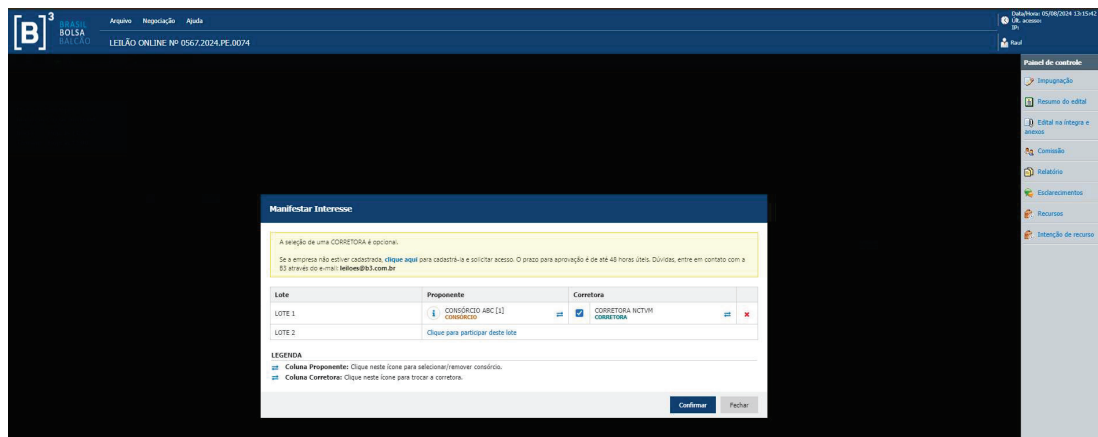 [B]³ BRASIL
BOLSA
BALCÃO
Arquivo Negociação Ajuda
LEILÃO ONLINE Nº 0567.2024.PE.0074
Data/Hora: 05/08/2024 13:15:42
Últ. acesso:
IP:
Raul
Painel de controle
Impugnação
Resumo do edital
Edital na íntegra e
anexos
Comissão
Relatório
Esclarecimentos
Recursos
Intenção de recurso
Manifestar Interesse
A seleção de uma CORRETORA é opcional.
Se a empresa não estiver cadastrada, clique aqui para cadastrá-la e solicitar acesso. O prazo para aprovação é de até 48 horas úteis. Dúvidas, entre em contato com a
B3 através do e-mail: leiloes@b3.com.br
Lote Proponente Corretora
LOTE 1 CONSÓRCIO ABC [1] CORRETORA NCTVM
CONSÓRCIO CORRETORA
LOTE 2 Clique para participar deste lote
LEGENDA
Coluna Proponente: Clique neste ícone para selecionar/remover consórcio.
Coluna Corretora: Clique neste ícone para trocar a corretora.
Confirmar Fechar